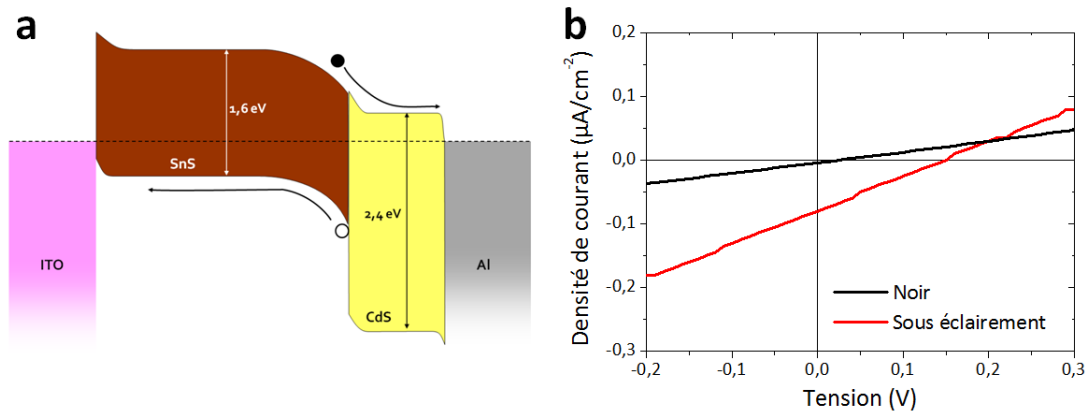 a
1,6 eV
SnS
2,4 eV
ITO
Al
CdS
b
Densité de courant (µA/cm⁻²)
0,2
0,1
0,0
-0,1
-0,2
-0,3
Noir
Sous éclairement
-0,2 -0,1 0,0 0,1 0,2 0,3
Tension (V)